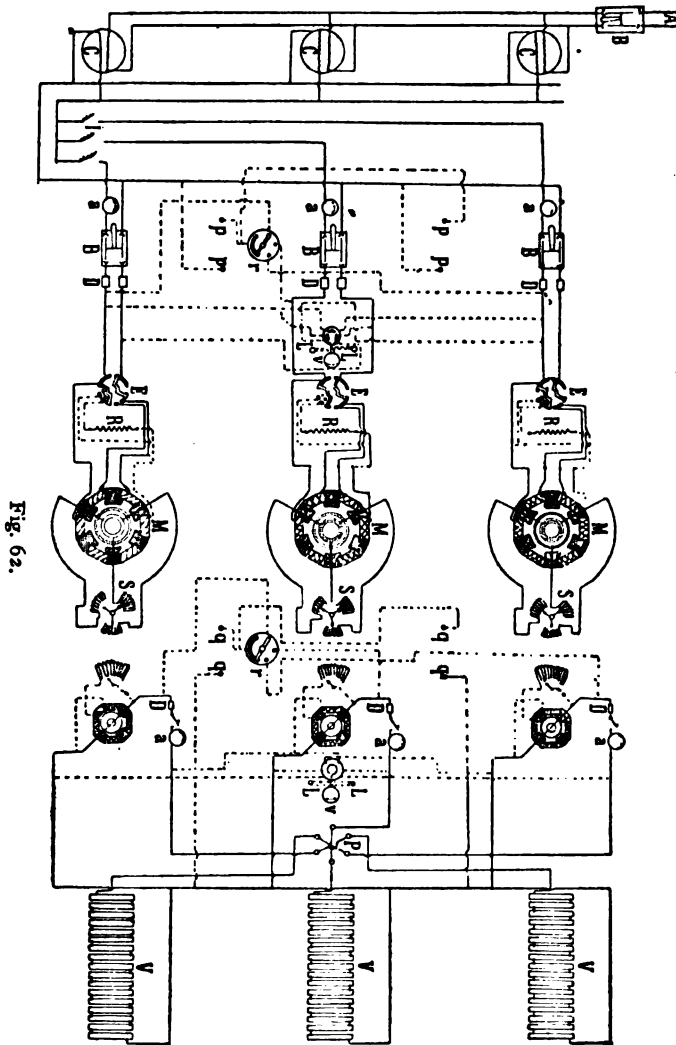 A
B
C a B D E R M S D a V
q q
p p
C a B D L L v E R M S D a L L v P V
r r
q q
p p
I
C a B D E R M S D a V
Fig. 62.